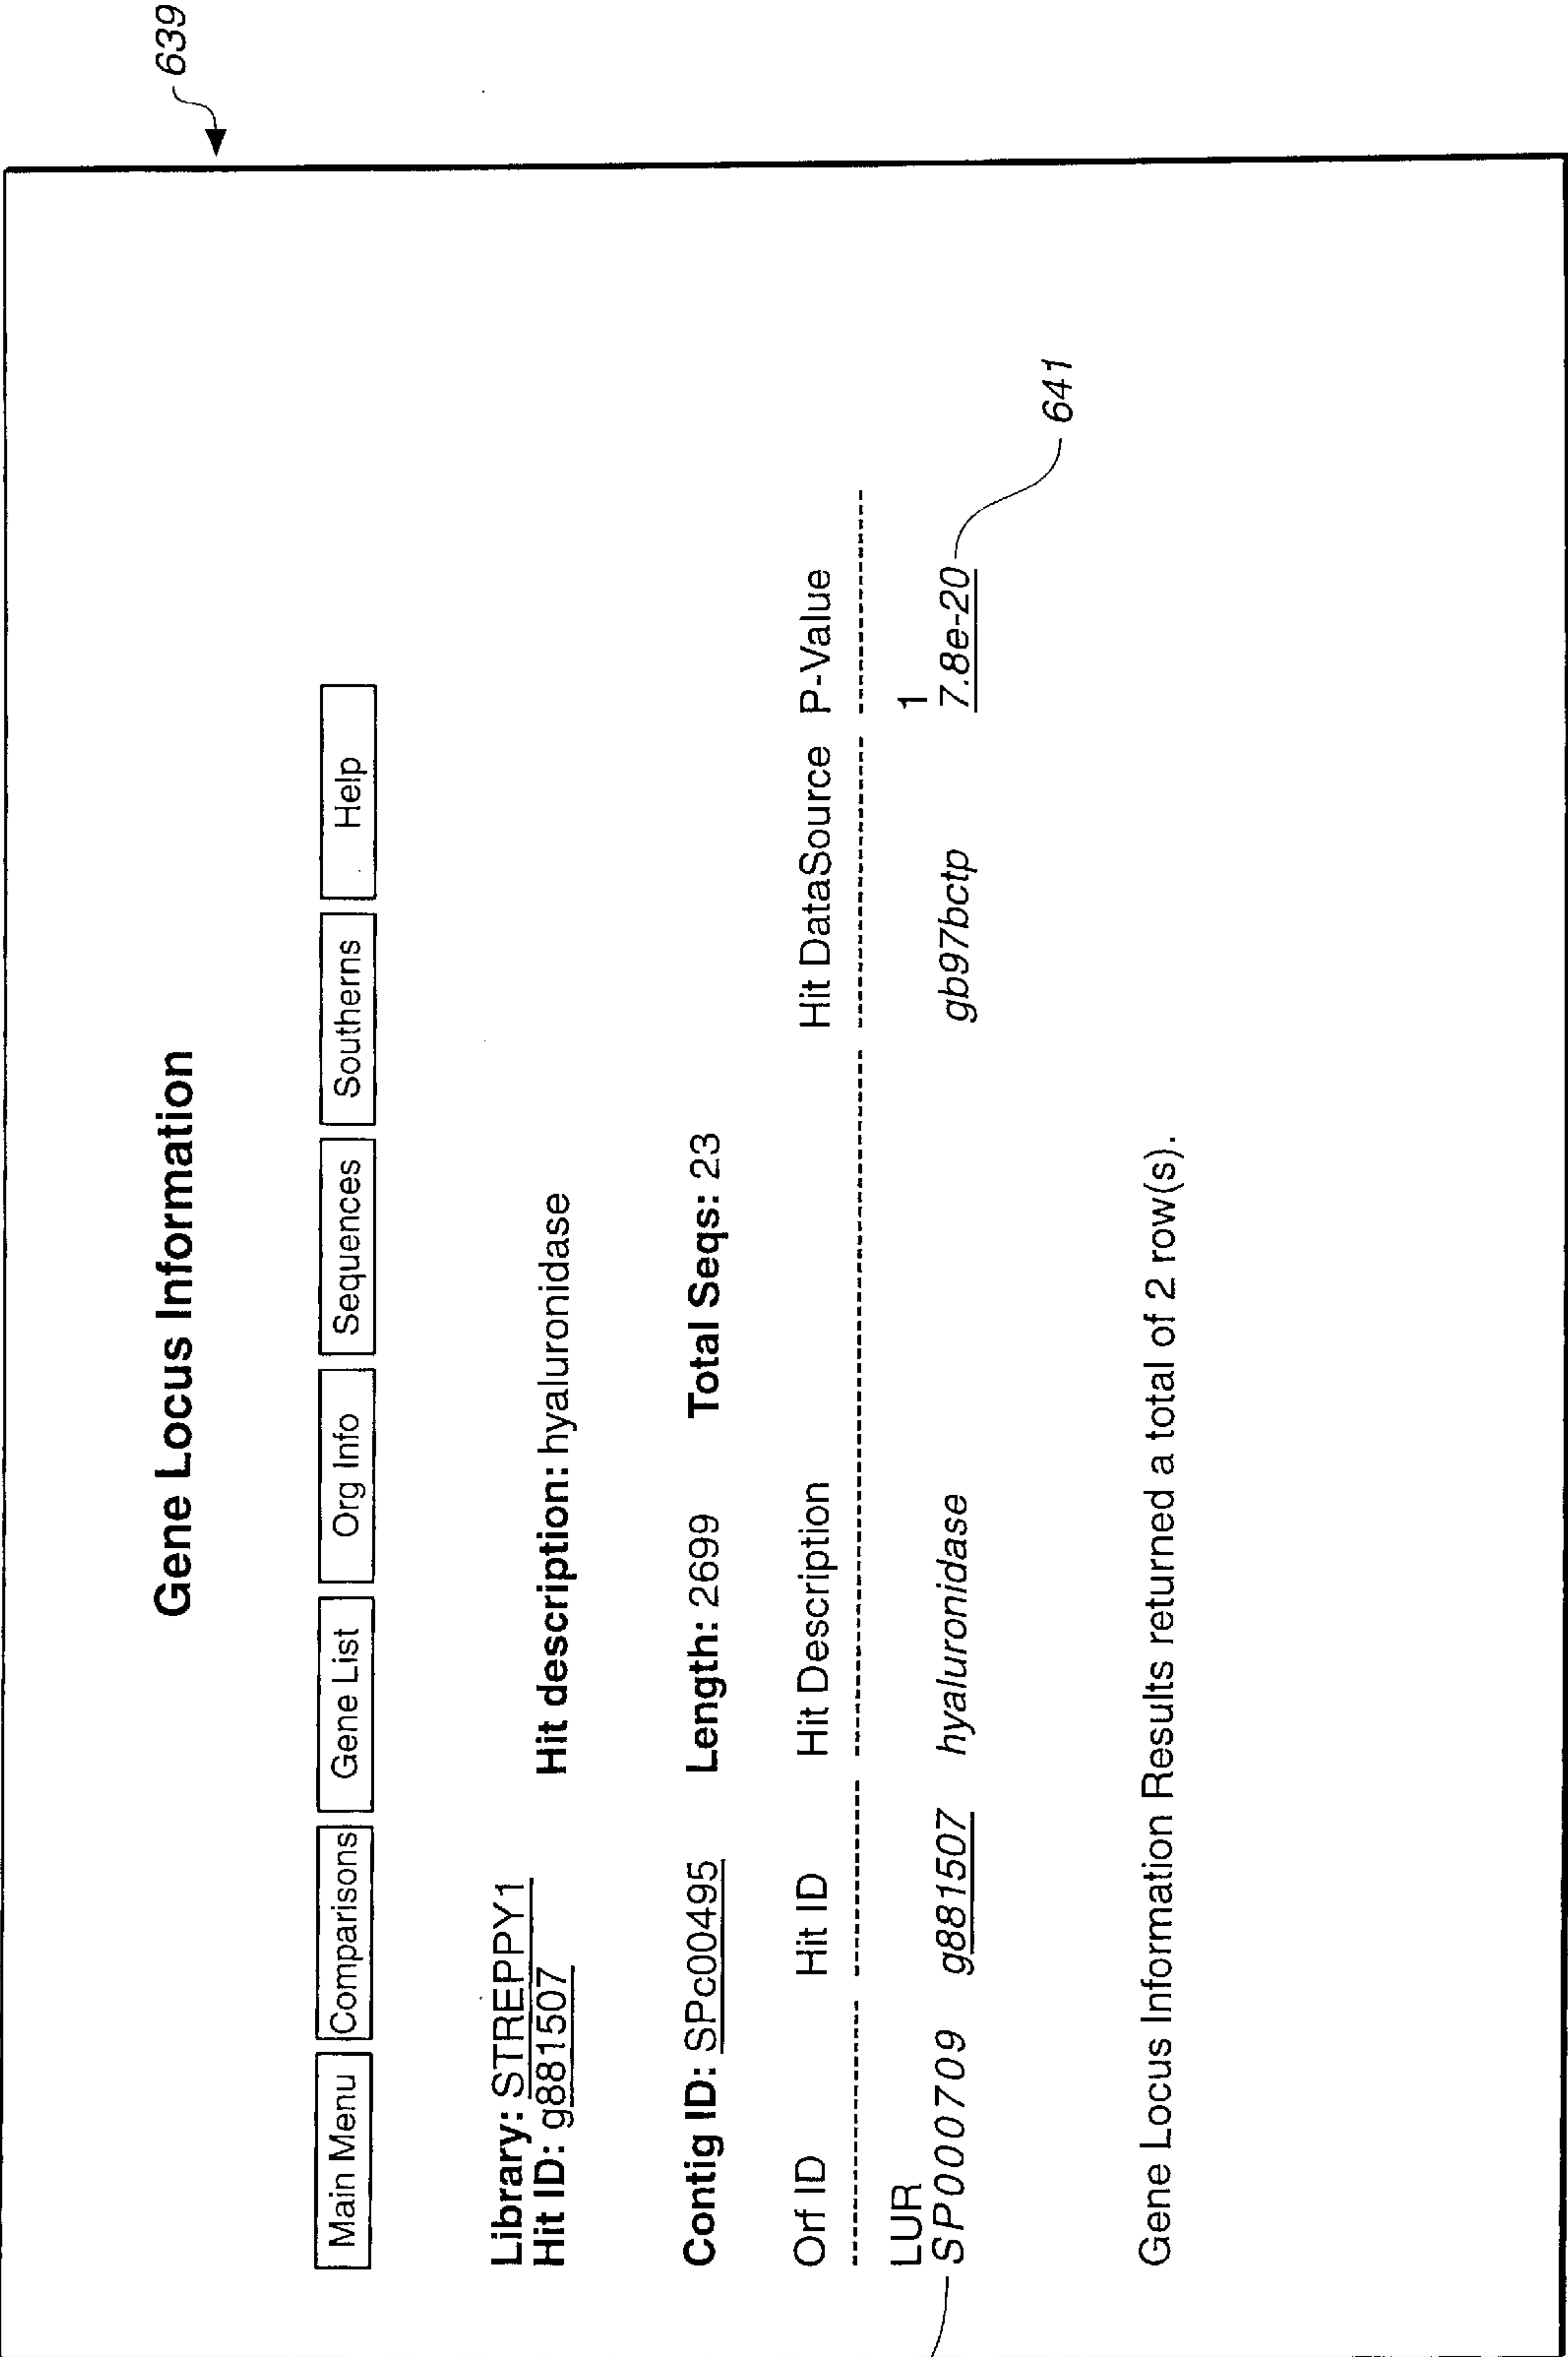 639
Gene Locus Information
Main Menu Comparisons Gene List Org Info Sequences Southerns Help
Library: STREPPY1
Hit ID: g881507 Hit description: hyaluronidase
Contig ID: SPc00495 Length: 2699 Total Seqs: 23
Orf ID Hit ID Hit Description Hit DataSource P-Value
LUR 1
SP000709 g881507 hyaluronidase gb97bctp 7.8e-20
641
Gene Locus Information Results returned a total of 2 row(s).